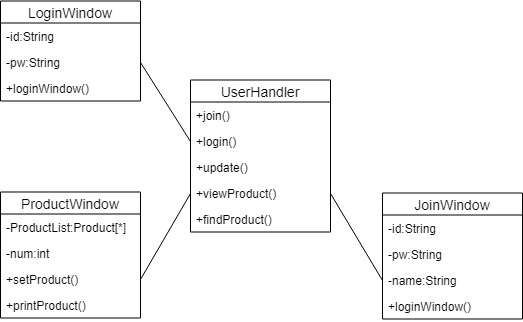 LoginWindow
-id:String
-pw:String
+loginWindow()
UserHandler
+join()
+login()
+update()
+viewProduct()
+findProduct()
ProductWindow
-ProductList:Product[*]
-num:int
+setProduct()
+printProduct()
JoinWindow
-id:String
-pw:String
-name:String
+loginWindow()